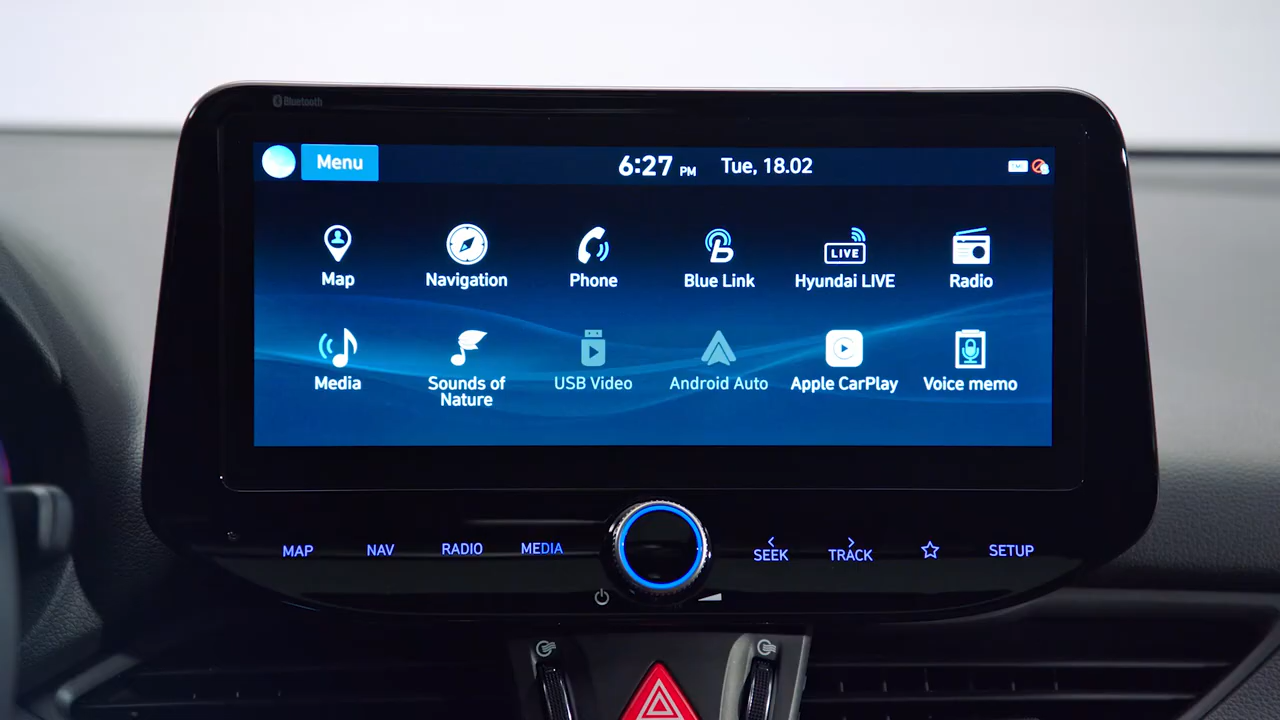 Bluetooth
Menu
6:27 PM Tue, 18.02
Map
Navigation
Phone
Blue Link
LIVE
Hyundai LIVE
Radio
Media
Sounds of
Nature
USB Video
Android Auto
Apple CarPlay
Voice memo
MAP
NAV
RADIO
MEDIA
SEEK
TRACK
SETUP